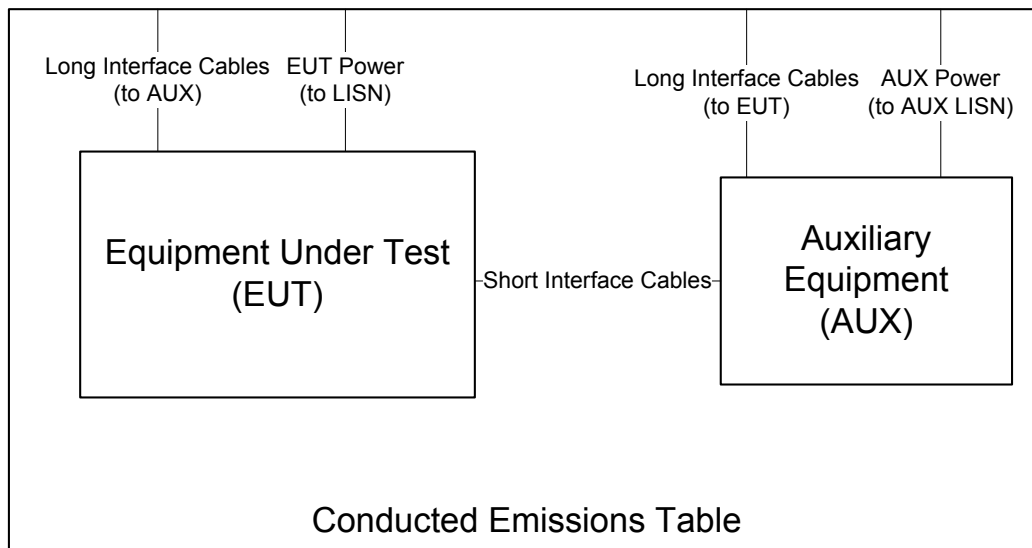 Long Interface Cables
(to AUX)
EUT Power
(to LISN)
Long Interface Cables
(to EUT)
AUX Power
(to AUX LISN)
Equipment Under Test
(EUT)
Short Interface Cables
Auxiliary
Equipment
(AUX)
Conducted Emissions Table